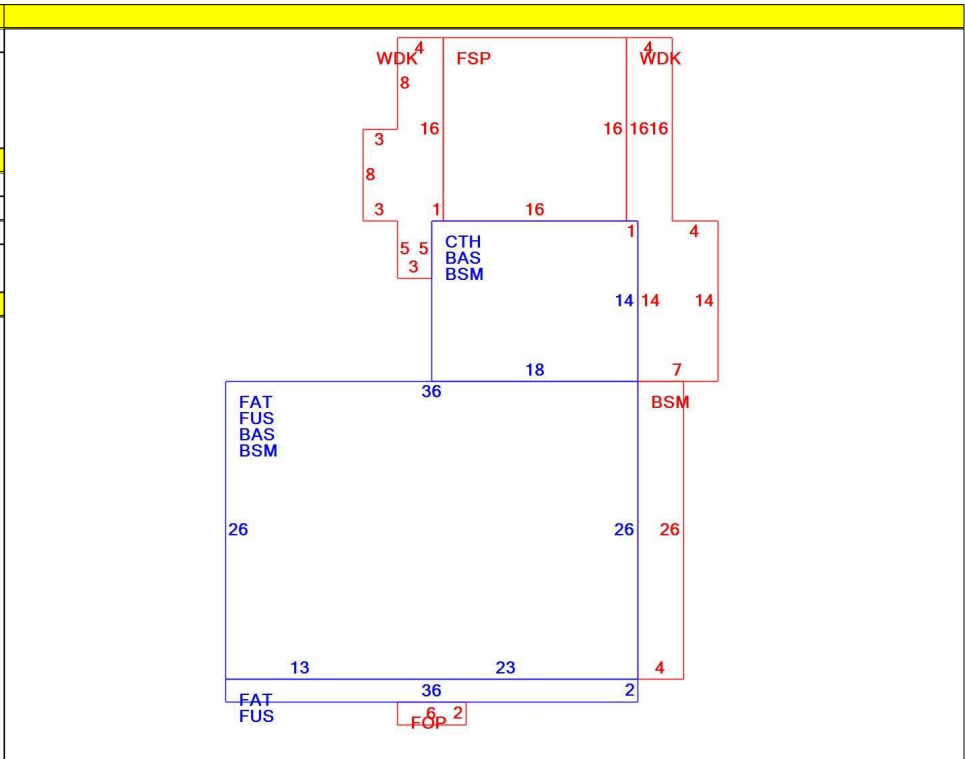 4 4
WDK FSP WDK
8
16 16 16 16
3
8
3 1 16
1 4
CTH
5 5 BAS
3 BSM
14 14 14
18 7
36
FAT BSM
FUS
BAS
BSM
26 26 26
13 23 4
36 2
FAT
FUS 6 2
FOP